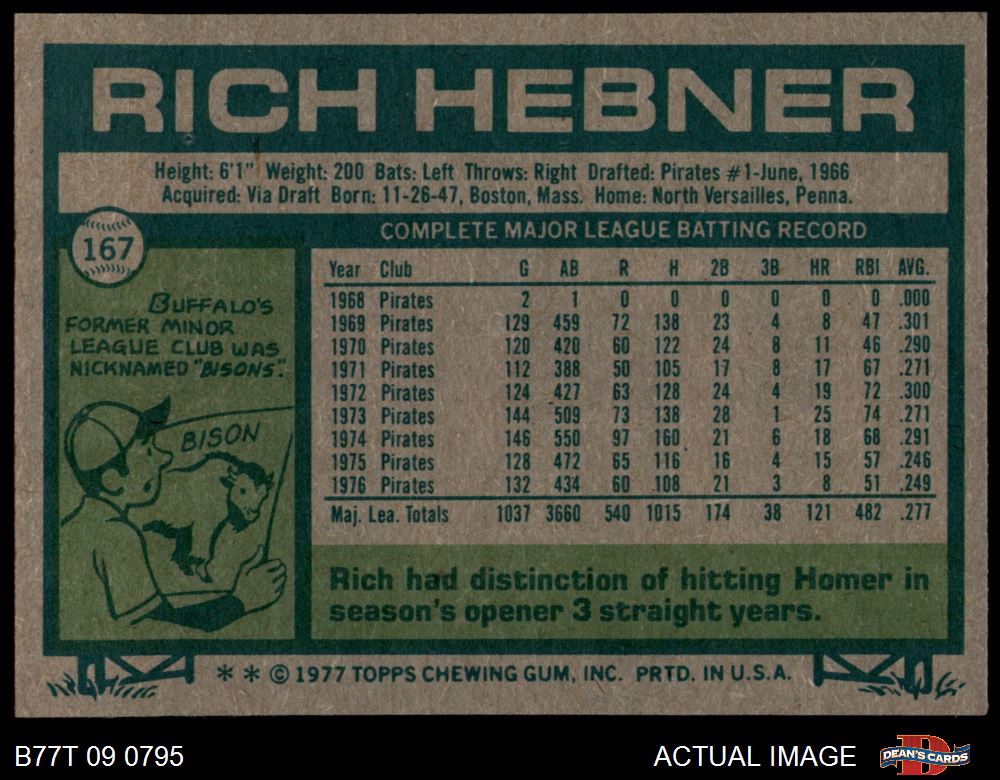 RICH HEBNER
Height: 6'1" Weight: 200 Bats: Left Throws: Right Drafted: Pirates #1-June, 1966
Acquired: Via Draft Born: 11-26-47, Boston, Mass. Home: North Versailles, Penna.
167
BUFFALO'S
FORMER MINOR
LEAGUE CLUB WAS
NICKNAMED "BISONS".
BISON
COMPLETE MAJOR LEAGUE BATTING RECORD
Year Club G AB R H 2B 3B HR RBI AVG.
1968 Pirates 2 1 0 0 0 0 0 0 .000
1969 Pirates 129 459 72 138 23 4 8 47 .301
1970 Pirates 120 420 60 122 24 8 11 46 .290
1971 Pirates 112 388 50 105 17 8 17 67 .271
1972 Pirates 124 427 63 128 24 4 19 72 .300
1973 Pirates 144 509 73 138 28 1 25 74 .271
1974 Pirates 146 550 97 160 21 6 18 68 .291
1975 Pirates 128 472 65 116 16 4 15 57 .246
1976 Pirates 132 434 60 108 21 3 8 51 .249
Maj. Lea. Totals 1037 3660 540 1015 174 38 121 482 .277
Rich had distinction of hitting Homer in
season's opener 3 straight years.
* * © 1977 TOPPS CHEWING GUM, INC. PRTD. IN U.S.A.
B77T 09 0795
ACTUAL IMAGE
DEAN'S CARDS